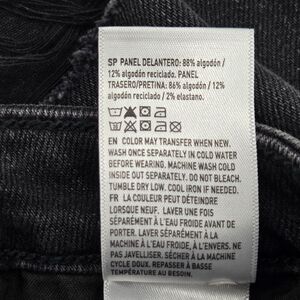 SP PANEL DELANTERO: 88% algodón /
12% algodón reciclado. PANEL
TRASERO/PRETINA: 86% algodón / 12%
algodón reciclado / 2% elastano.
EN COLOR MAY TRANSFER WHEN NEW.
WASH ONCE SEPARATELY IN COLD WATER
BEFORE WEARING. MACHINE WASH COLD
INSIDE OUT SEPARATELY. DO NOT BLEACH.
TUMBLE DRY LOW. COOL IRON IF NEEDED.
FR LA COULEUR PEUT DÉTEINDRE
LORSQUE NEUF. LAVER UNE FOIS
SÉPARÉMENT À L'EAU FROIDE AVANT DE
PORTER. LAVER SÉPARÉMENT À LA
MACHINE À L'EAU FROIDE, À L'ENVERS. NE
PAS JAVELLISER. SÉCHER À LA MACHINE
CYCLE DOUX. REPASSER À BASSE
TEMPÉRATURE AU BESOIN.